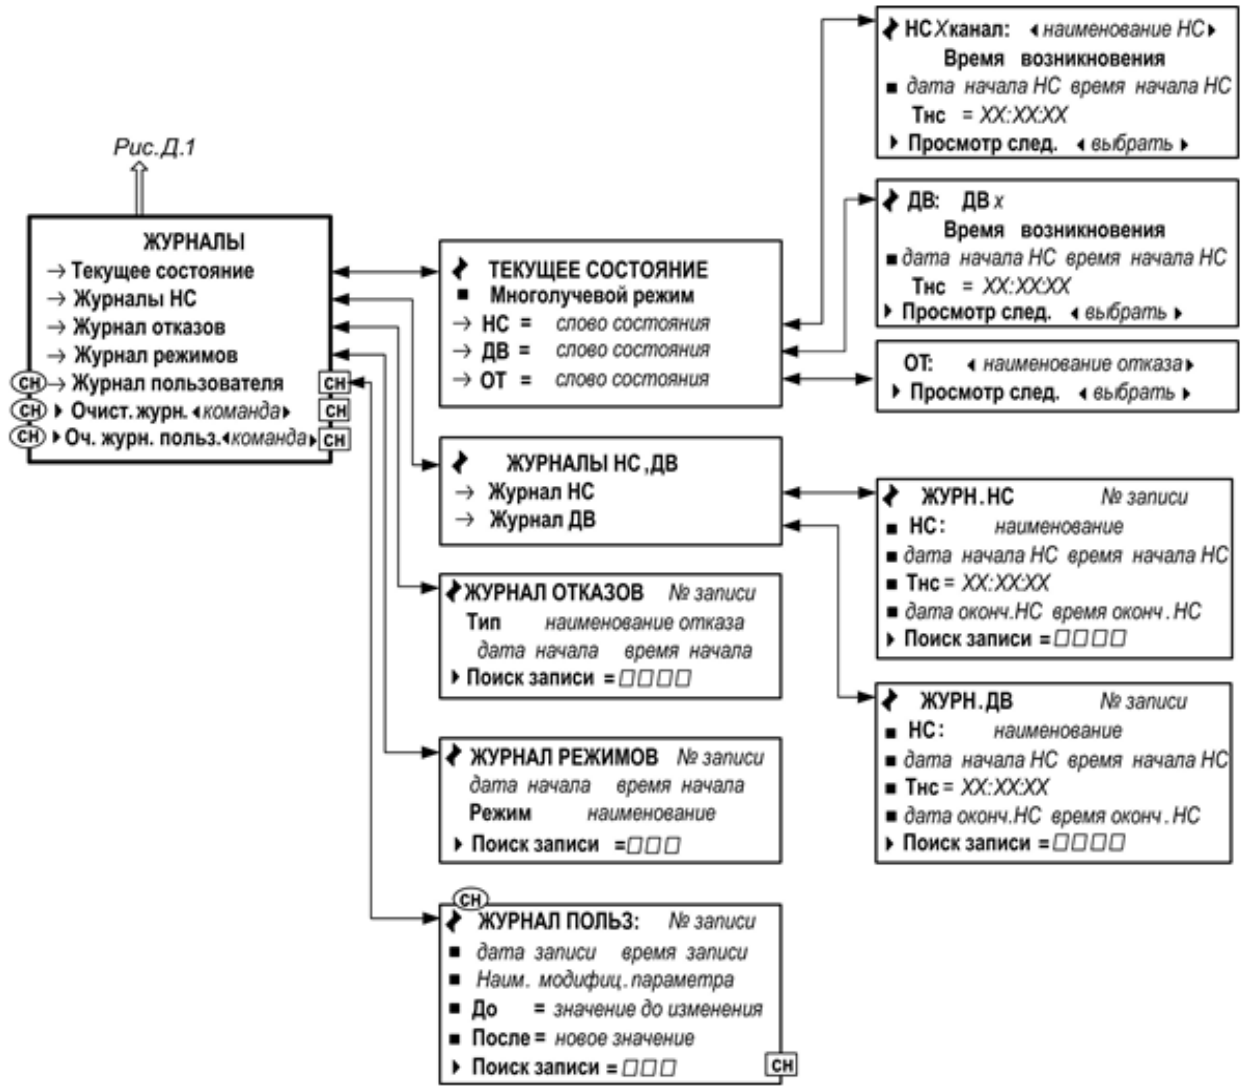 Рис.Д.1
ЖУРНАЛЫ
→ Текущее состояние
→ Журналы НС
→ Журнал отказов
→ Журнал режимов
СН → Журнал пользователя СН
СН Очист. журн. команда СН
СН Оч. журн. польз. команда СН
ТЕКУЩЕЕ СОСТОЯНИЕ
Многолучевой режим
→ НС = слово состояния
→ ДВ = слово состояния
→ ОТ = слово состояния
ЖУРНАЛЫ НС,ДВ
→ Журнал НС
→ Журнал ДВ
ЖУРНАЛ ОТКАЗОВ № записи
Тип наименование отказа
дата начала время начала
Поиск записи = □□□□
ЖУРНАЛ РЕЖИМОВ № записи
дата начала время начала
Режим наименование
Поиск записи =□□□
СН
ЖУРНАЛ ПОЛЬЗ: № записи
дата записи время записи
Наим. модифиц.параметра
До = значение до изменения
После = новое значение
Поиск записи = □□□ СН
НС Х канал: наименование НС
Время возникновения
дата начала НС время начала НС
Тнс = XX:XX:XX
Просмотр след. выбрать
ДВ: ДВ х
Время возникновения
дата начала НС время начала НС
Тнс = XX:XX:XX
Просмотр след. выбрать
ОТ: наименование отказа
Просмотр след. выбрать
ЖУРН.НС № записи
НС: наименование
дата начала НС время начала НС
Тнс = XX:XX:XX
дата оконч.НС время оконч.НС
Поиск записи = □□□□
ЖУРН.ДВ № записи
НС: наименование
дата начала НС время начала НС
Тнс = XX:XX:XX
дата оконч.НС время оконч.НС
Поиск записи = □□□□